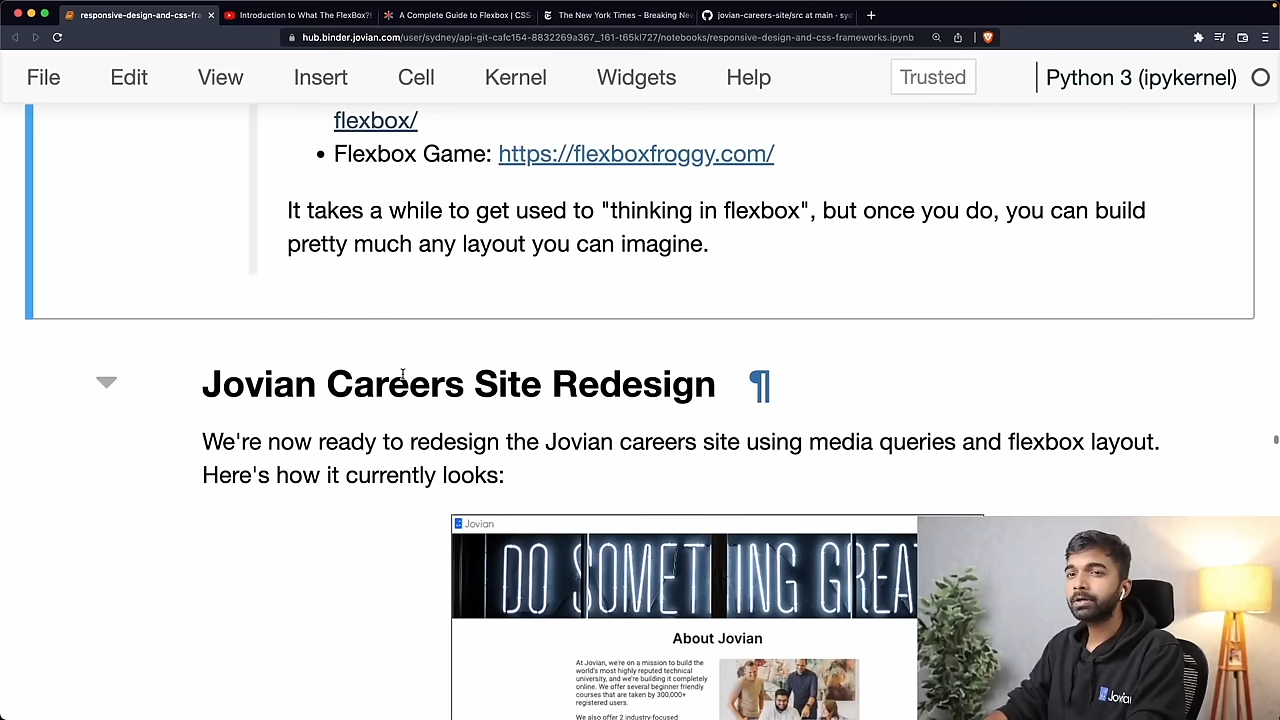 responsive-design-and-css-fra
Introduction to What The FlexBox?!
A Complete Guide to Flexbox | CSS
The New York Times - Breaking New
jovian-careers-site/src at main · syd
hub.binder.jovian.com/user/sydney/api-git-cafc154-8832269a367_161-t65kl727/notebooks/responsive-design-and-css-frameworks.ipynb
File Edit View Insert Cell Kernel Widgets Help Trusted Python 3 (ipykernel)
flexbox/
• Flexbox Game: https://flexboxfroggy.com/
It takes a while to get used to "thinking in flexbox", but once you do, you can build
pretty much any layout you can imagine.
Jovian Careers Site Redesign ¶
We're now ready to redesign the Jovian careers site using media queries and flexbox layout.
Here's how it currently looks:
Jovian
DO SOMETHING GREA
About Jovian
At Jovian, we're on a mission to build the
world's most highly reputed technical
university, and we're building it completely
online. We offer several beginner friendly
courses that are taken by 300,000+
registered users.
We also offer 2 industry-focused
Jovian